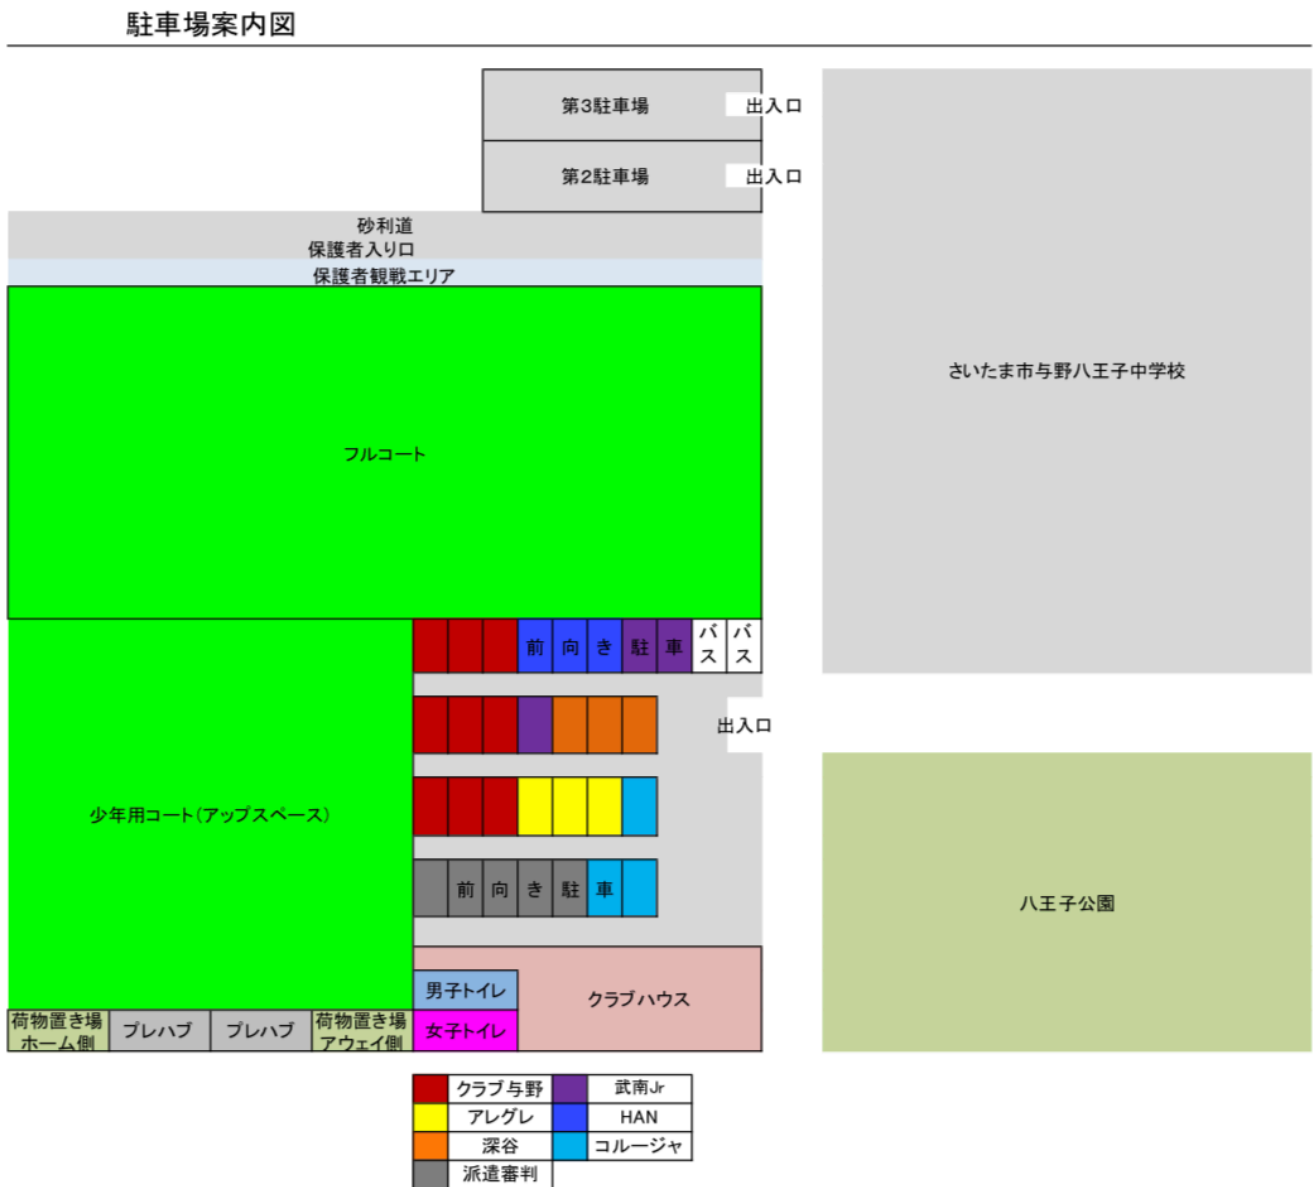 駐車場案内図
第3駐車場
出入口
第2駐車場
出入口
砂利道
保護者入り口
保護者観戦エリア
さいたま市与野八王子中学校
フルコート
前 向 き 駐 車 バス バス
出入口
少年用コート(アップスペース)
前 向 き 駐 車
八王子公園
男子トイレ
クラブハウス
荷物置き場
ホーム側
プレハブ
プレハブ
荷物置き場
アウェイ側
女子トイレ
クラブ与野
武南Jr
アレグレ
HAN
深谷
コルージャ
派遣審判